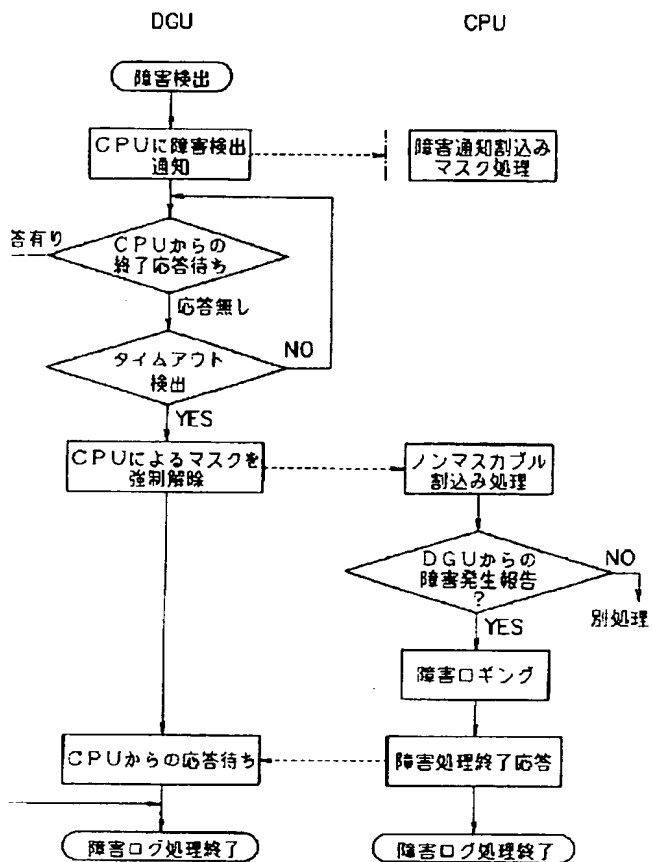 DGU
CPU
障害検出
CPUに障害検出
通知
障害通知割込み
マスク処理
答有り
CPUからの
終了応答待ち
応答無し
タイムアウト
検出
NO
YES
CPUによるマスクを
強制解除
ノンマスカブル
割込み処理
DGUからの
障害発生報告
?
NO
別処理
YES
障害ロギング
CPUからの応答待ち
障害処理終了応答
障害ログ処理終了
障害ログ処理終了